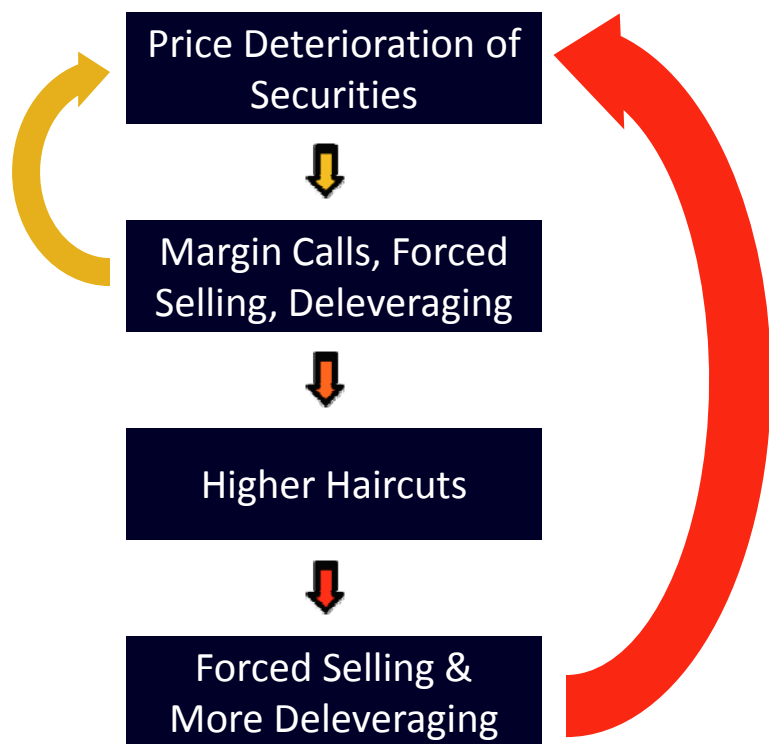 Price Deterioration of
Securities
Margin Calls, Forced
Selling, Deleveraging
Higher Haircuts
Forced Selling &
More Deleveraging